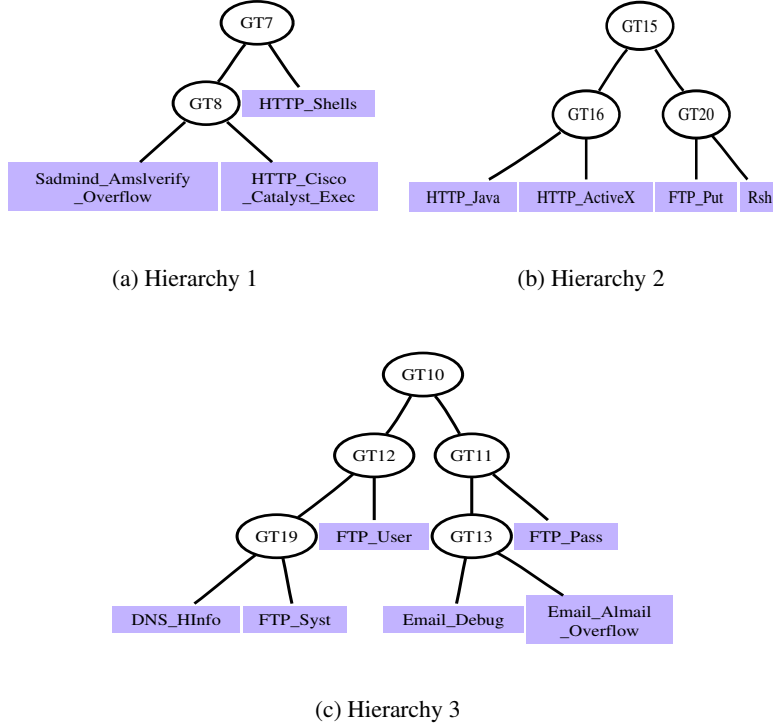 GT7
GT8
HTTP_Shells
Sadmind_Amslverify
_Overflow
HTTP_Cisco
_Catalyst_Exec
(a) Hierarchy 1
GT15
GT16
GT20
HTTP_Java
HTTP_ActiveX
FTP_Put
Rsh
(b) Hierarchy 2
GT10
GT12
GT11
GT19
FTP_User
GT13
FTP_Pass
DNS_HInfo
FTP_Syst
Email_Debug
Email_Almail
_Overflow
(c) Hierarchy 3